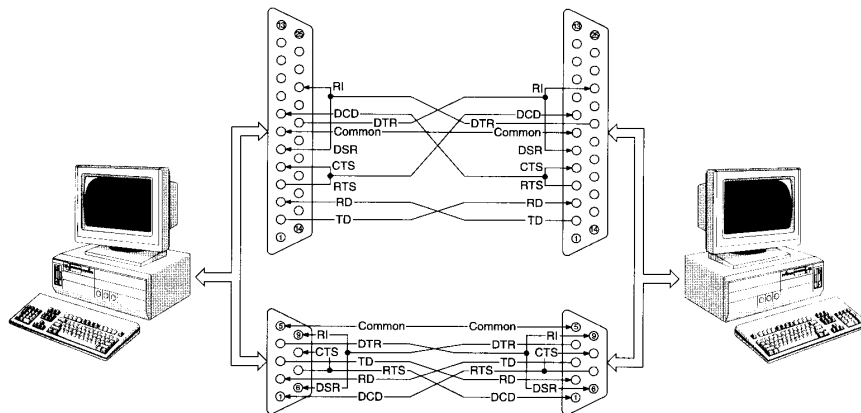 13 13
25 25
RI RI
DCD DCD
DTR DTR
Common Common
DSR DSR
CTS CTS
RTS RTS
RD RD
TD TD
14 14
1 1
5 Common Common 5
9 RI RI 9
DTR DTR
CTS CTS
TD TD
RTS RTS
RD RD
DSR DSR
6 6
1 DCD DCD 1